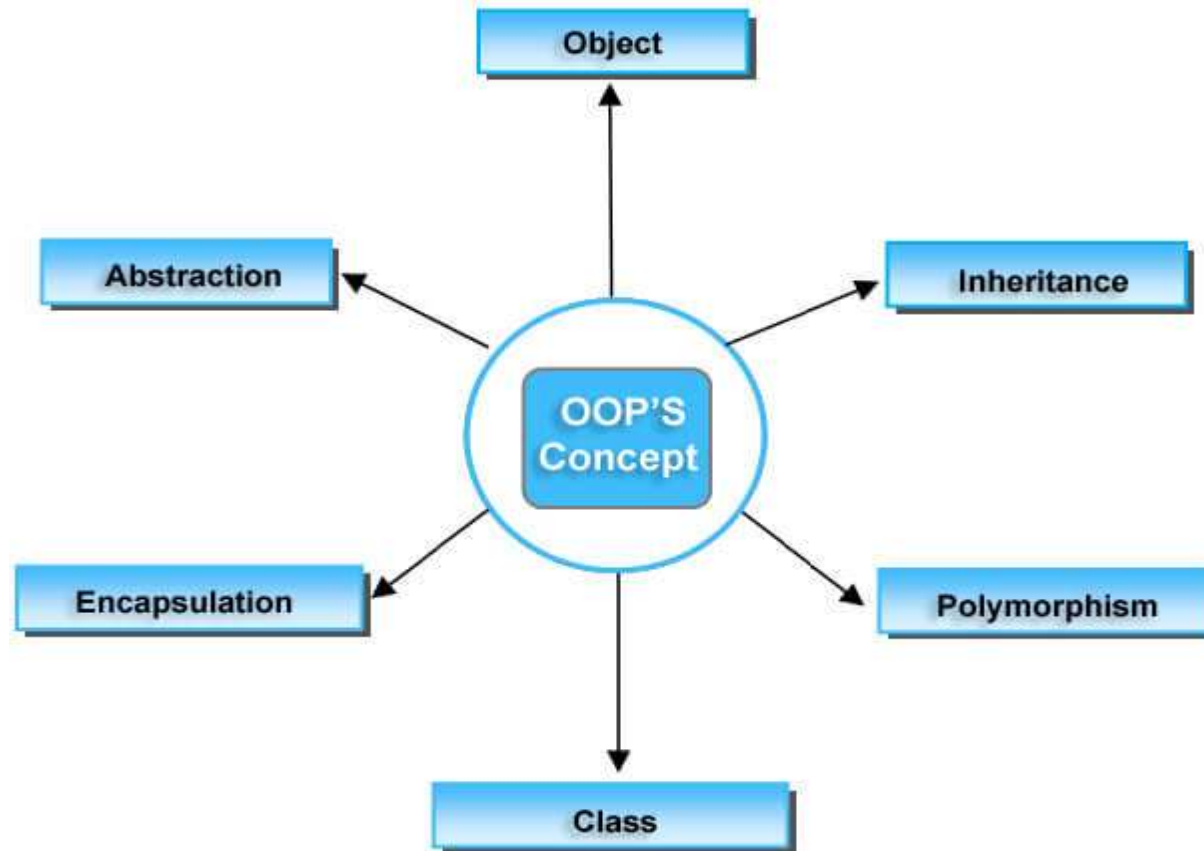 Object
Abstraction
Inheritance
OOP'S
Concept
Encapsulation
Polymorphism
Class